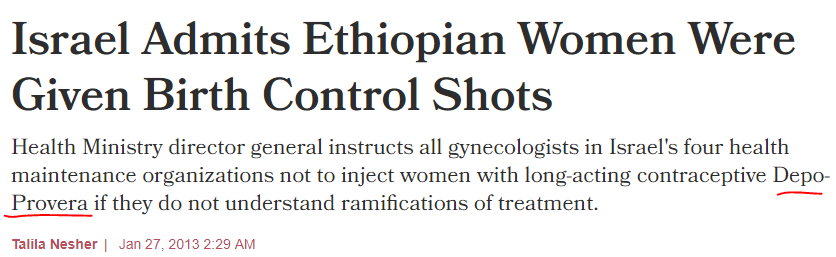 Israel Admits Ethiopian Women Were
Given Birth Control Shots
Health Ministry director general instructs all gynecologists in Israel's four health
maintenance organizations not to inject women with long-acting contraceptive Depo-
Provera if they do not understand ramifications of treatment.
Talila Nesher | Jan 27, 2013 2:29 AM